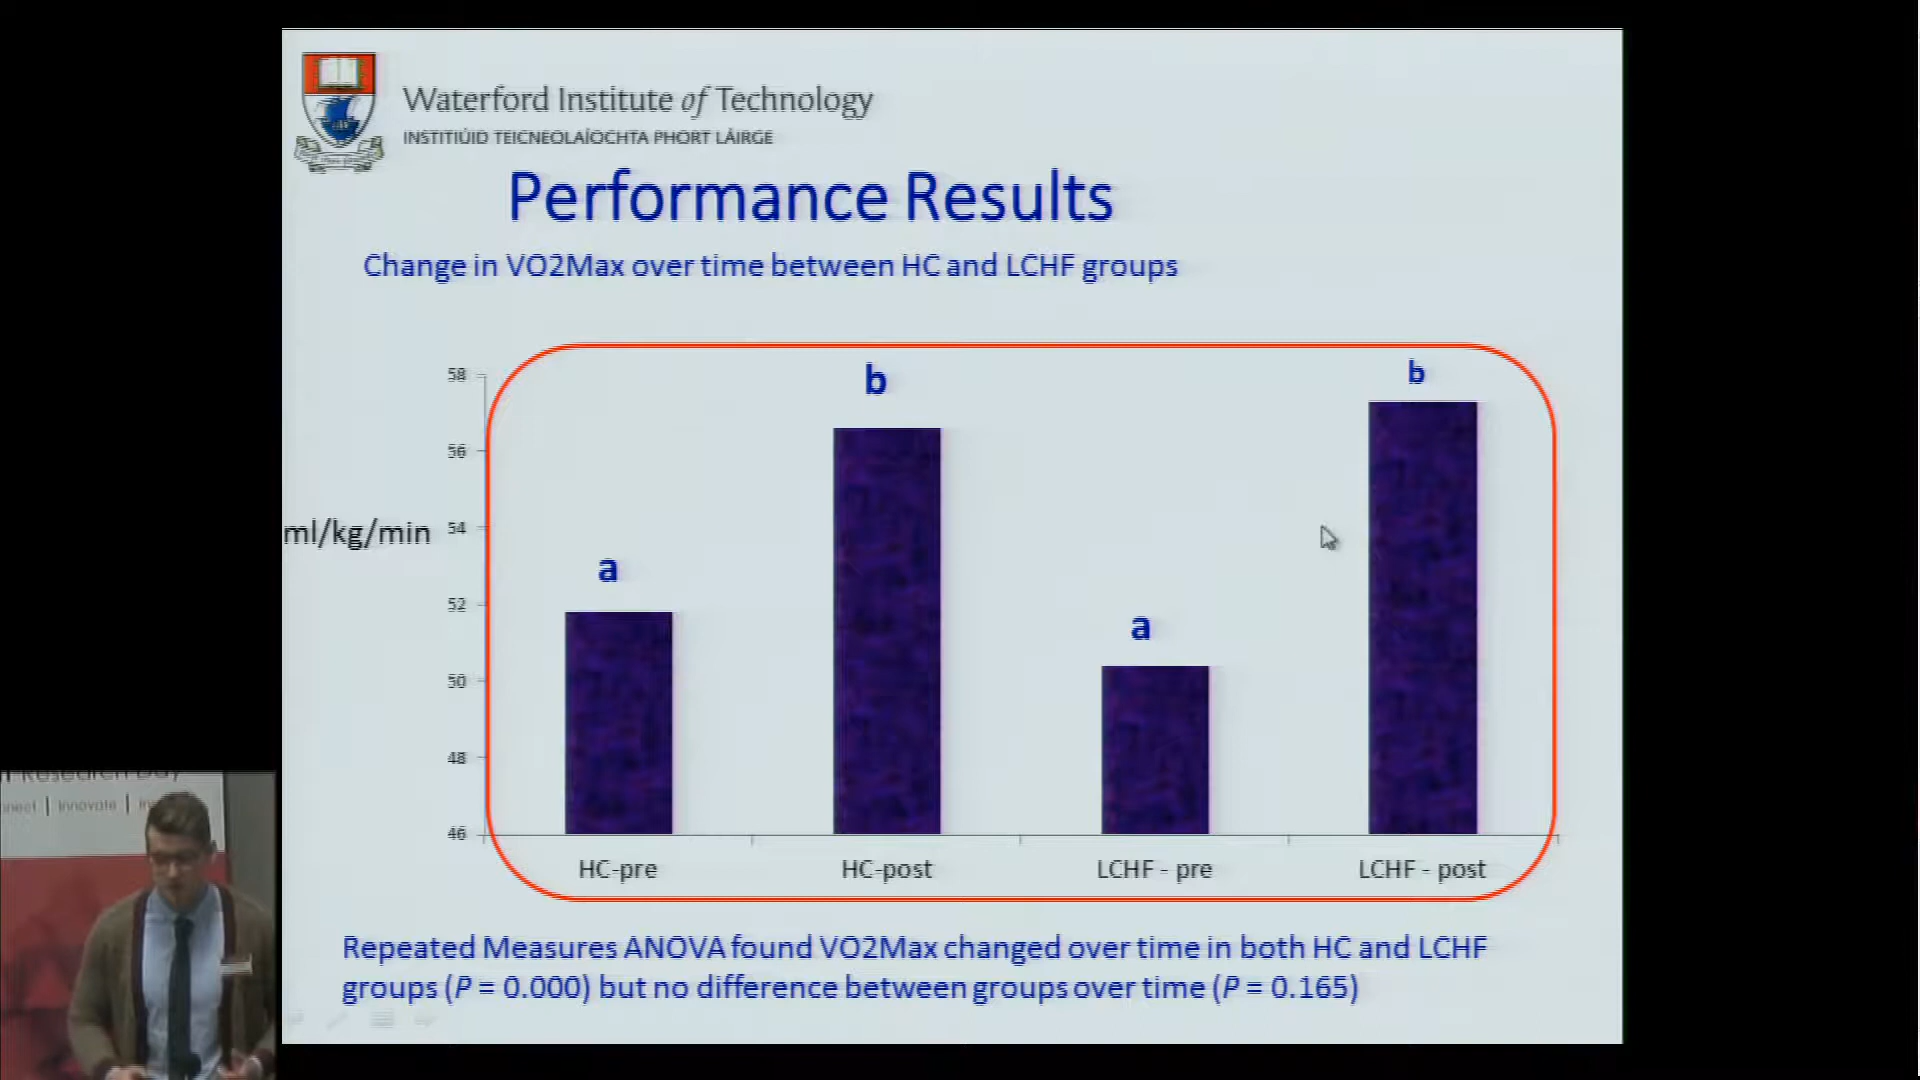 Waterford Institute of Technology
INSTITIÚID TEICNEOLAÍOCHTA PHORT LÁIRGE
Performance Results
Change in VO2Max over time between HC and LCHF groups
58
56
54
52
50
48
46
ml/kg/min
a
b
a
b
HC-pre
HC-post
LCHF - pre
LCHF - post
Repeated Measures ANOVA found VO2Max changed over time in both HC and LCHF
groups (P = 0.000) but no difference between groups over time (P = 0.165)
Research Day
| Innovate |